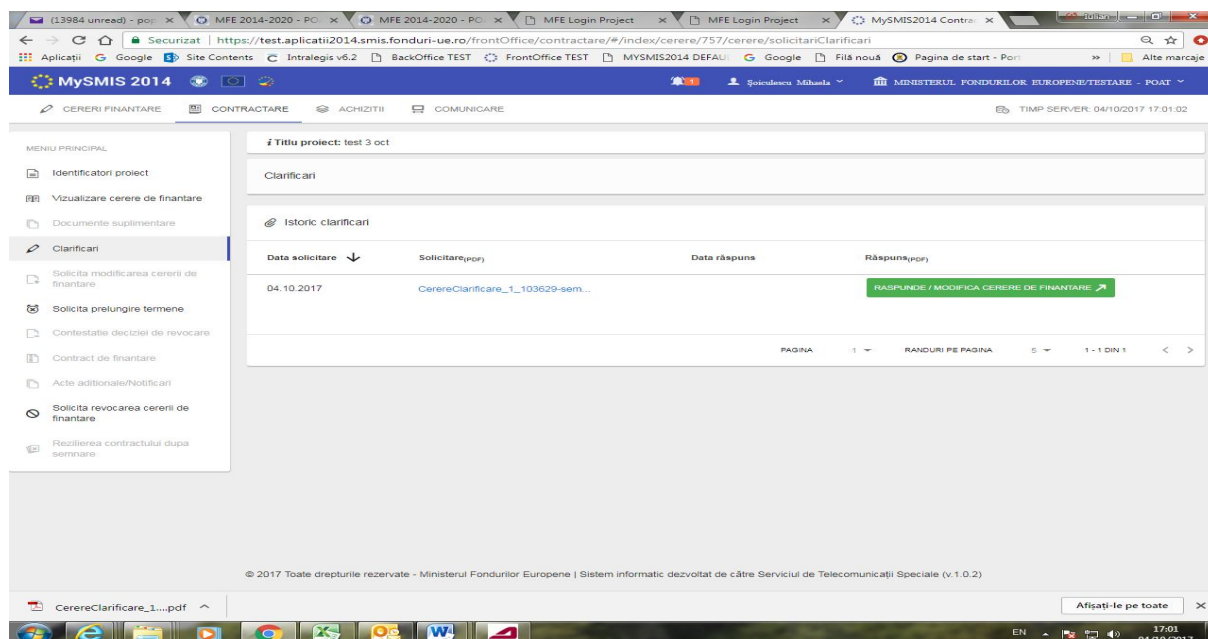 (13984 unread) - pop
MFE 2014-2020 - PO
MFE 2014-2020 - PO
MFE Login Project
MFE Login Project
MySMIS2014 Contra
Securizat
https://test.aplicatii2014.smis.fonduri-ue.ro/frontOffice/contractare/#/index/cerere/757/cerere/solicitariClarificari
Aplicații
Google
Site Contents
Intralegis v6.2
BackOffice TEST
FrontOffice TEST
MYSMIS2014 DEFAU
Google
Filă nouă
Pagina de start - Port
»
Alte marcaje
MySMIS 2014
1
Șoiculescu Mihaela
MINISTERUL FONDURILOR EUROPENE/TESTARE - POAT
CERERI FINANTARE
CONTRACTARE
ACHIZITII
COMUNICARE
TIMP SERVER: 04/10/2017 17:01:02
MENIU PRINCIPAL
Identificatori proiect
Vizualizare cerere de finantare
Documente suplimentare
Clarificari
Solicita modificarea cererii de
finantare
Solicita prelungire termene
Contestatie deciziei de revocare
Contract de finantare
Acte aditionale/Notificari
Solicita revocarea cererii de
finantare
Rezilierea contractului dupa
semnare
i Titlu proiect: test 3 oct
Clarificari
Istoric clarificari
Data solicitare
Solicitare(PDF)
Data răspuns
Răspuns(PDF)
04.10.2017
CerereClarificare_1_103629-sem...
RASPUNDE / MODIFICA CERERE DE FINANTARE
PAGINA
1
RANDURI PE PAGINA
5
1 - 1 DIN 1
© 2017 Toate drepturile rezervate - Ministerul Fondurilor Europene | Sistem informatic dezvoltat de către Serviciul de Telecomunicații Speciale (v.1.0.2)
CerereClarificare_1....pdf
Afișați-le pe toate
EN
17:01
04/10/2017